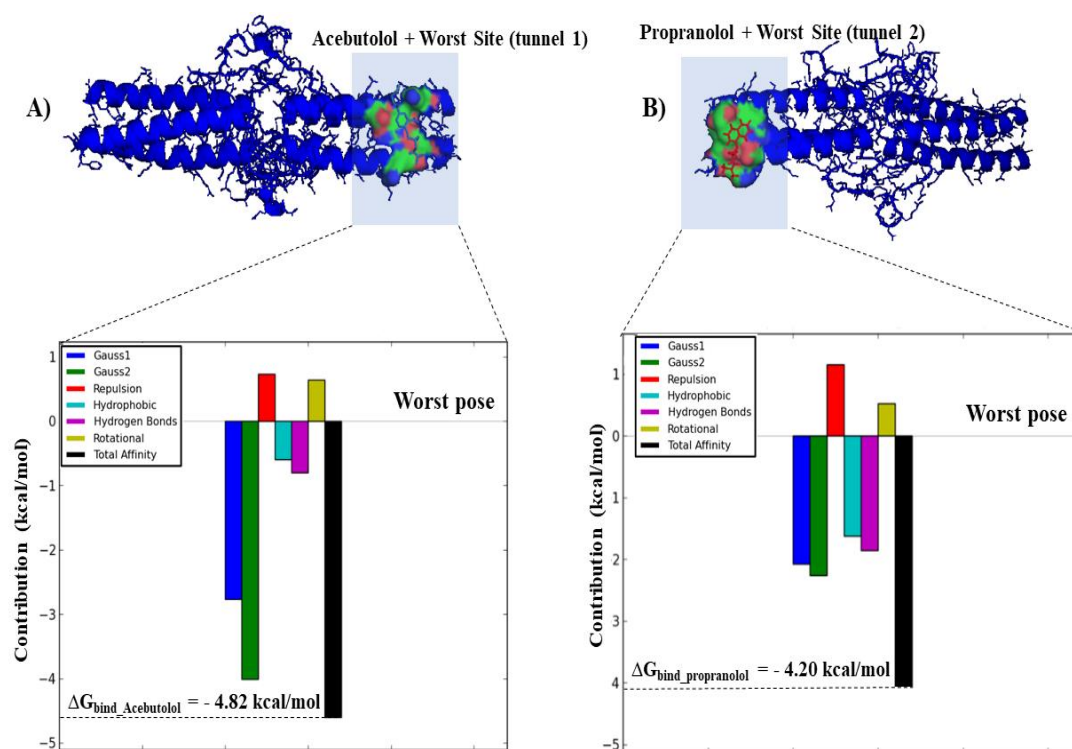 Acebutolol + Worst Site (tunnel 1)
Propranolol + Worst Site (tunnel 2)
A)
B)
Gauss1
Gauss2
Repulsion
Hydrophobic
Hydrogen Bonds
Rotational
Total Affinity
Worst pose
Contribution (kcal/mol)
1
0
−1
−2
−3
−4
−5
ΔGbind_Acebutolol = - 4.82 kcal/mol
Gauss1
Gauss2
Repulsion
Hydrophobic
Hydrogen Bonds
Rotational
Total Affinity
Worst pose
Contribution (kcal/mol)
1
0
1
2
3
4
5
ΔGbind_propranolol = - 4.20 kcal/mol